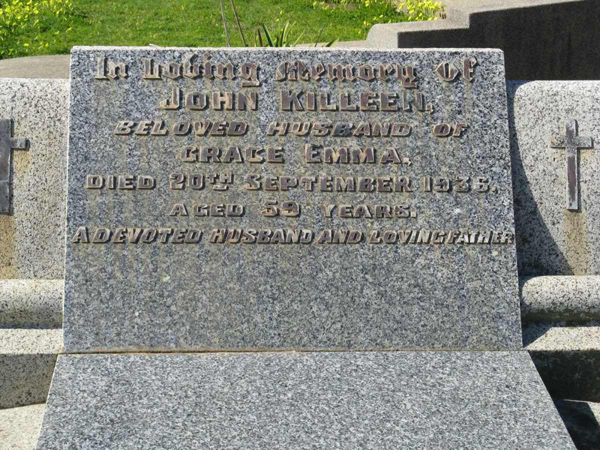 In Loving Memory Of
JOHN KILLEEN,
BELOVED HUSBAND OF
GRACE EMMA,
DIED 20TH SEPTEMBER 1936.
AGED 59 YEARS.
A DEVOTED HUSBAND AND LOVING FATHER